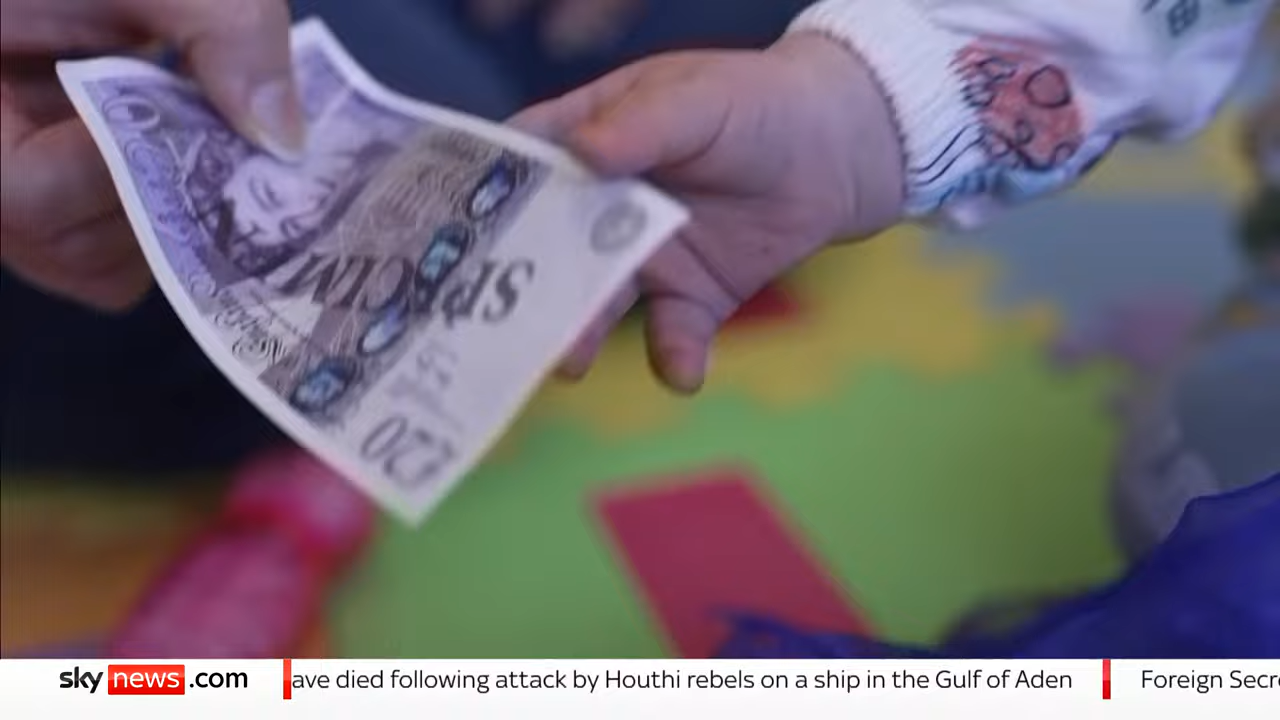 SPECIM
£20
sky news.com
ave died following attack by Houthi rebels on a ship in the Gulf of Aden
Foreign Secre